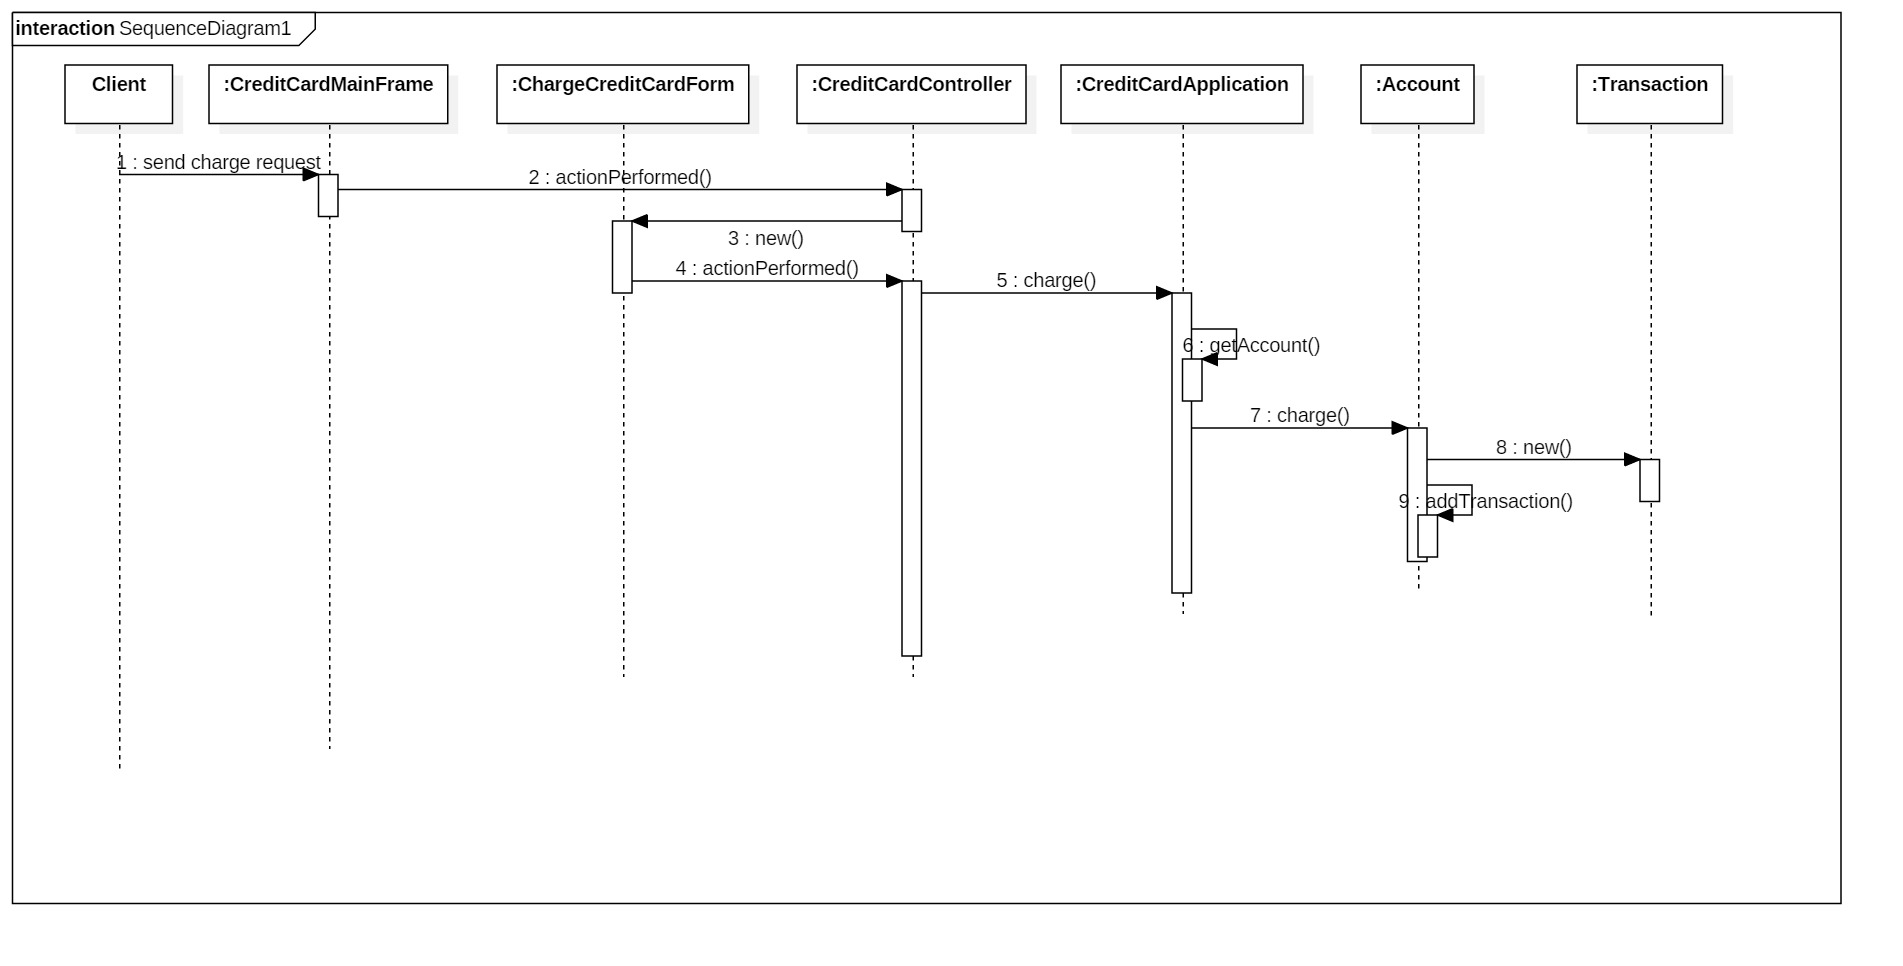 interaction SequenceDiagram1
Client
:CreditCardMainFrame
:ChargeCreditCardForm
:CreditCardController
:CreditCardApplication
:Account
:Transaction
1 : send charge request
2 : actionPerformed()
3 : new()
4 : actionPerformed()
5 : charge()
6 : getAccount()
7 : charge()
8 : new()
9 : addTransaction()